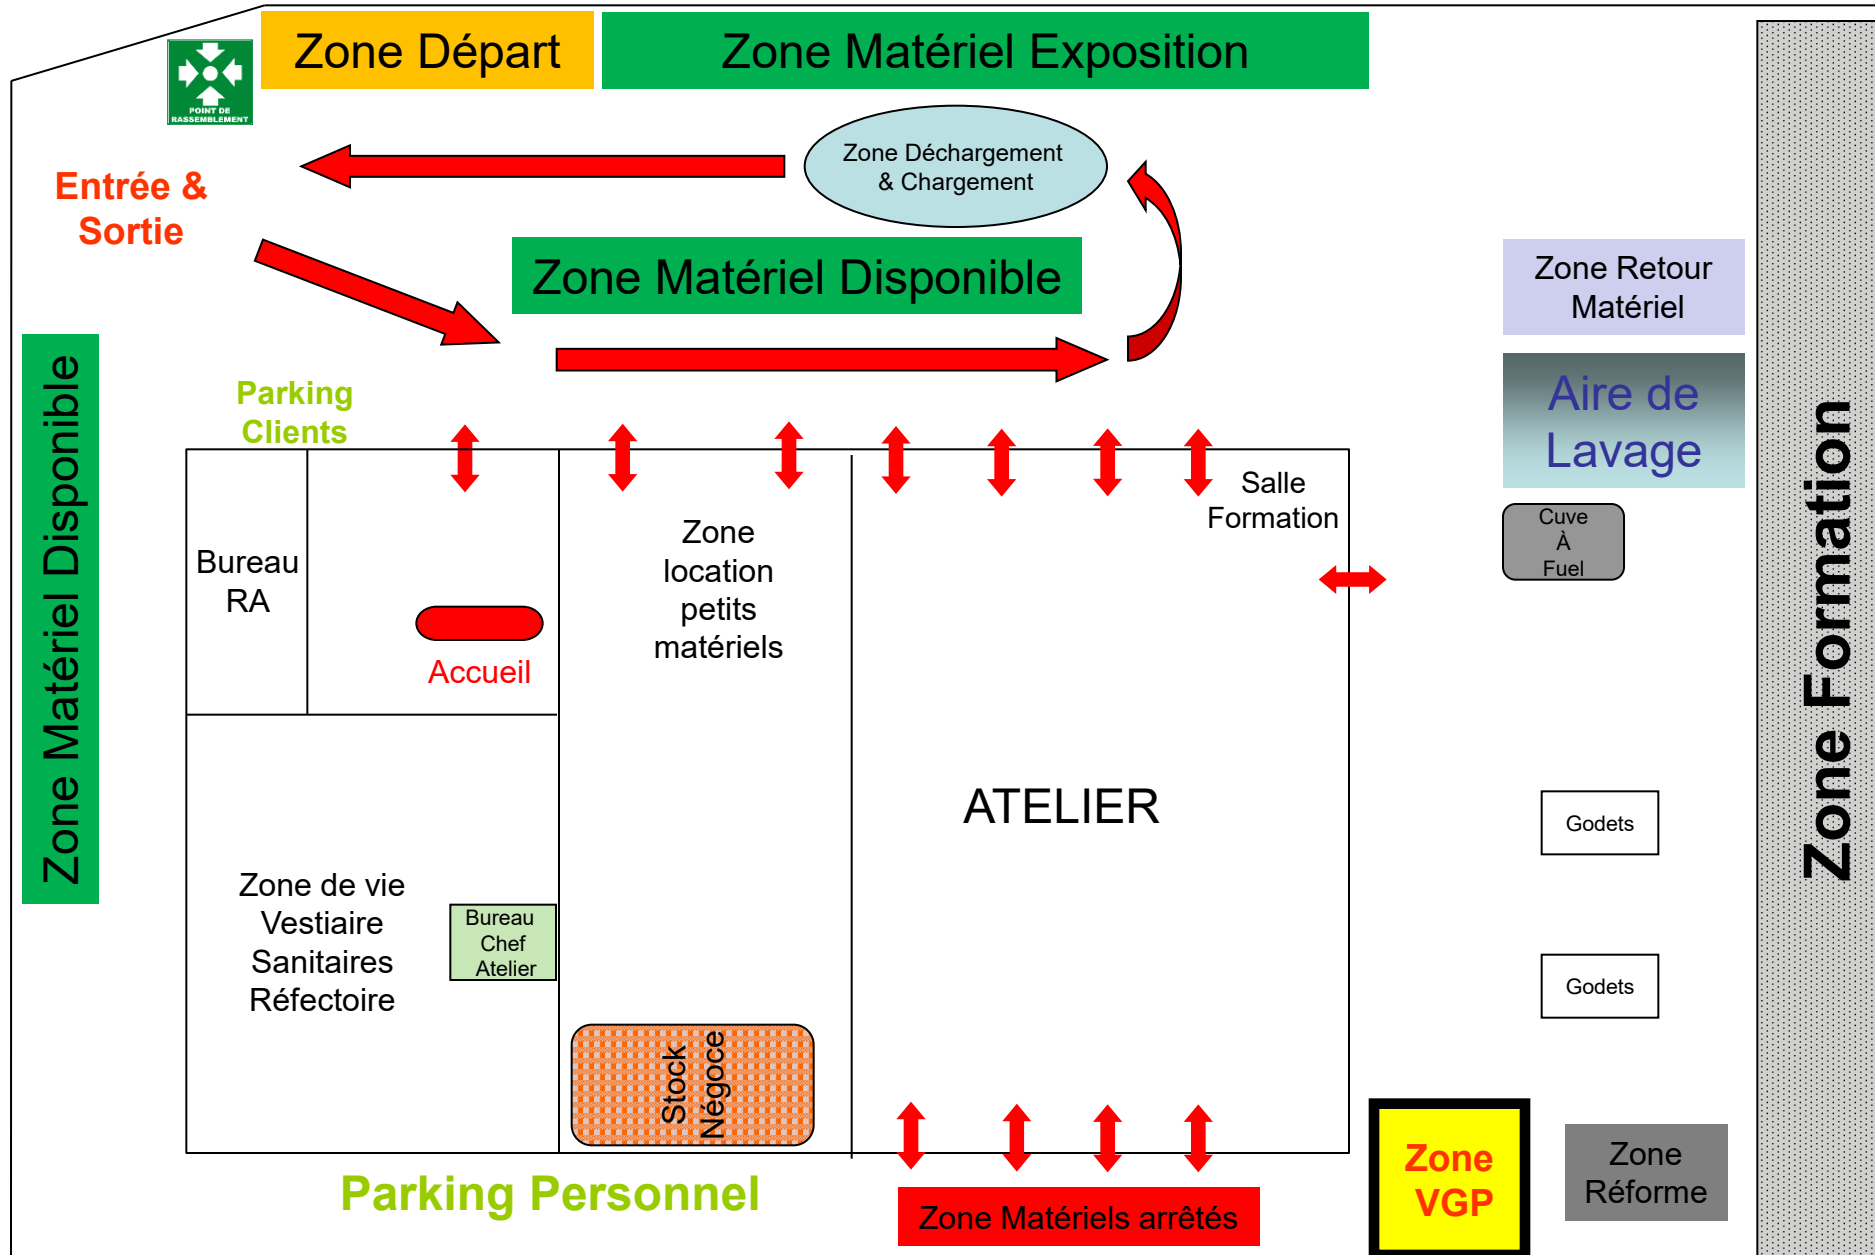 Zone Départ
Zone Matériel Exposition
POINT DE
RASSEMBLEMENT
Zone Déchargement
& Chargement
Entrée &
Sortie
Zone Matériel Disponible
Zone Retour
Matériel
Zone Matériel Disponible
Parking
Clients
Aire de
Lavage
Zone Formation
Salle
Formation
Cuve
À
Fuel
Bureau
RA
Zone
location
petits
matériels
Accueil
ATELIER
Godets
Zone de vie
Vestiaire
Sanitaires
Réfectoire
Bureau
Chef
Atelier
Godets
Stock
Négoce
Zone
VGP
Zone
Réforme
Parking Personnel
Zone Matériels arrêtés